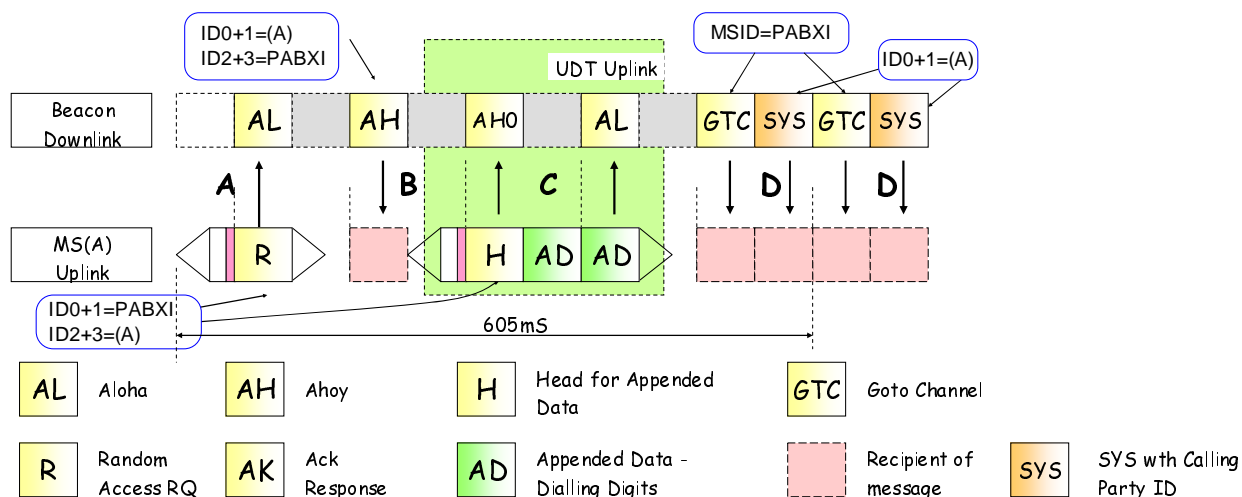 ID0+1=(A)
ID2+3=PABXI
MSID=PABXI
UDT Uplink
ID0+1=(A)
Beacon
Downlink
AL
AH
AH0
AL
GTC
SYS
GTC
SYS
A
B
C
D
D
MS(A)
Uplink
R
H
AD
AD
ID0+1=PABXI
ID2+3=(A)
605mS
AL
Aloha
AH
Ahoy
H
Head for Appended
Data
GTC
Goto Channel
R
Random
Access RQ
AK
Ack
Response
AD
Appended Data -
Dialling Digits
Recipient of
message
SYS
SYS wth Calling
Party ID